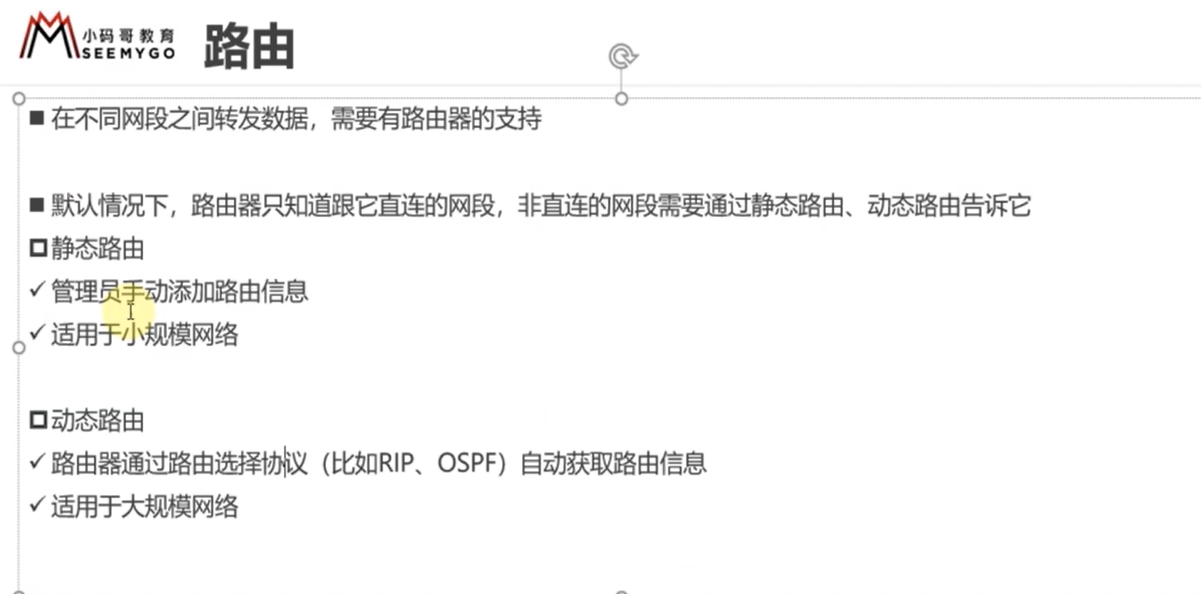 小码哥教育
SEEMYGO
路由
■ 在不同网段之间转发数据，需要有路由器的支持
■ 默认情况下，路由器只知道跟它直连的网段，非直连的网段需要通过静态路由、动态路由告诉它
静态路由
✓ 管理员手动添加路由信息
✓ 适用于小规模网络
动态路由
✓ 路由器通过路由选择协议（比如RIP、OSPF）自动获取路由信息
✓ 适用于大规模网络